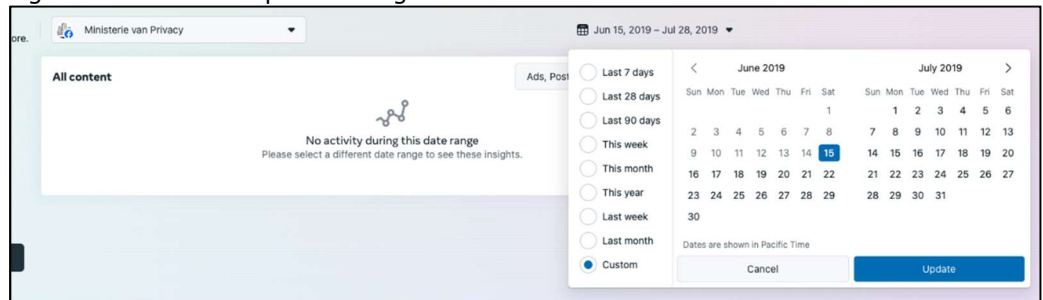 ore.
Ministerie van Privacy
Jun 15, 2019 – Jul 28, 2019
All content
Ads, Post
No activity during this date range
Please select a different date range to see these insights.
Last 7 days
Last 28 days
Last 90 days
This week
This month
This year
Last week
Last month
Custom
June 2019
Sun Mon Tue Wed Thu Fri Sat
1
2 3 4 5 6 7 8
9 10 11 12 13 14 15
16 17 18 19 20 21 22
23 24 25 26 27 28 29
30
July 2019
Sun Mon Tue Wed Thu Fri Sat
1 2 3 4 5 6
7 8 9 10 11 12 13
14 15 16 17 18 19 20
21 22 23 24 25 26 27
28 29 30 31
Dates are shown in Pacific Time
Cancel
Update